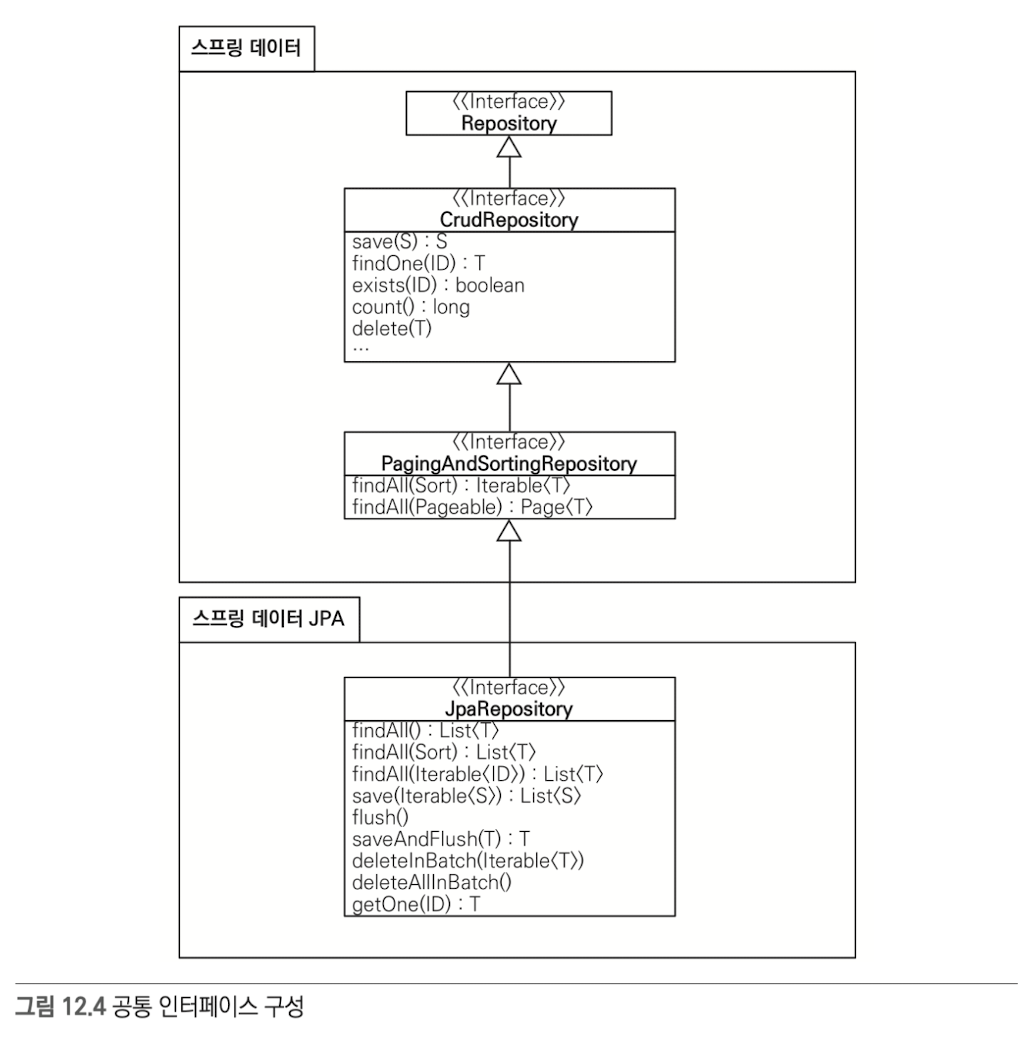 스프링 데이터
《Interface》
Repository
《Interface》
CrudRepository
save(S) : S
findOne(ID) : T
exists(ID) : boolean
count() : long
delete(T)
…
《Interface》
PagingAndSortingRepository
findAll(Sort) : Iterable〈T〉
findAll(Pageable) : Page〈T〉
스프링 데이터 JPA
《Interface》
JpaRepository
findAll() : List〈T〉
findAll(Sort) : List〈T〉
findAll(Iterable〈ID〉) : List〈T〉
save(Iterable〈S〉) : List〈S〉
flush()
saveAndFlush(T) : T
deleteInBatch(Iterable〈T〉)
deleteAllInBatch()
getOne(ID) : T
그림 12.4 공통 인터페이스 구성